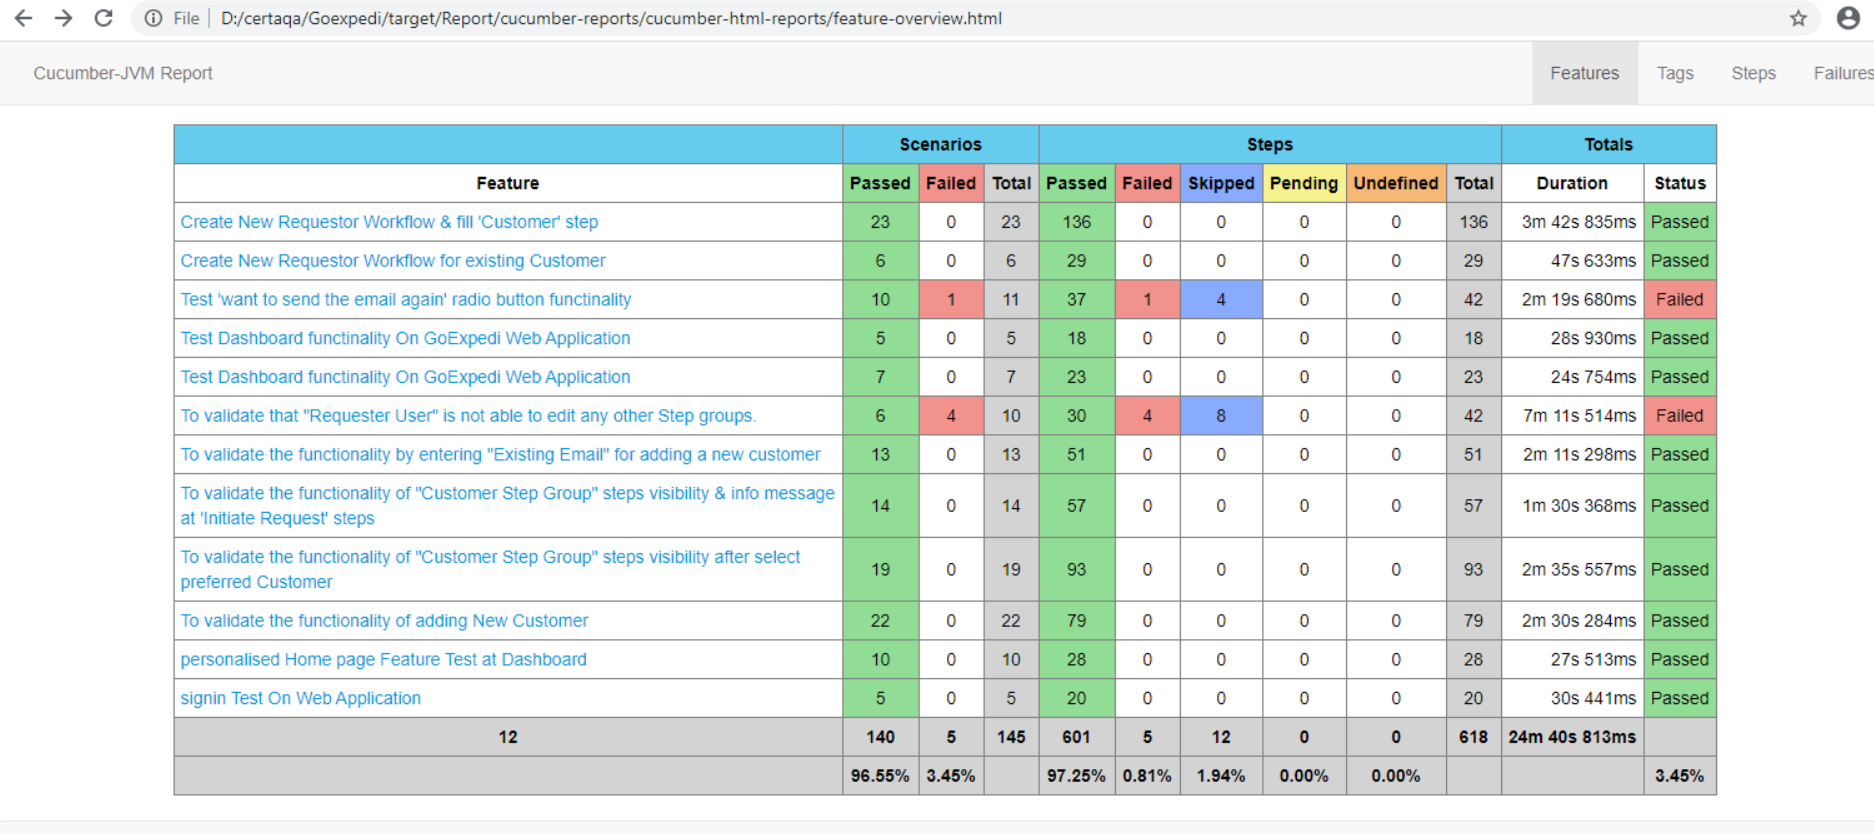 File D:/certaqa/Goexpedi/target/Report/cucumber-reports/cucumber-html-reports/feature-overview.html
Cucumber-JVM Report Features Tags Steps Failures
Scenarios Steps Totals
Feature Passed Failed Total Passed Failed Skipped Pending Undefined Total Duration Status
Create New Requestor Workflow & fill 'Customer' step 23 0 23 136 0 0 0 0 136 3m 42s 835ms Passed
Create New Requestor Workflow for existing Customer 6 0 6 29 0 0 0 0 29 47s 633ms Passed
Test 'want to send the email again' radio button functinality 10 1 11 37 1 4 0 0 42 2m 19s 680ms Failed
Test Dashboard functinality On GoExpedi Web Application 5 0 5 18 0 0 0 0 18 28s 930ms Passed
Test Dashboard functinality On GoExpedi Web Application 7 0 7 23 0 0 0 0 23 24s 754ms Passed
To validate that "Requester User" is not able to edit any other Step groups. 6 4 10 30 4 8 0 0 42 7m 11s 514ms Failed
To validate the functionality by entering "Existing Email" for adding a new customer 13 0 13 51 0 0 0 0 51 2m 11s 298ms Passed
To validate the functionality of "Customer Step Group" steps visibility & info message
at 'Initiate Request' steps 14 0 14 57 0 0 0 0 57 1m 30s 368ms Passed
To validate the functionality of "Customer Step Group" steps visibility after select
preferred Customer 19 0 19 93 0 0 0 0 93 2m 35s 557ms Passed
To validate the functionality of adding New Customer 22 0 22 79 0 0 0 0 79 2m 30s 284ms Passed
personalised Home page Feature Test at Dashboard 10 0 10 28 0 0 0 0 28 27s 513ms Passed
signin Test On Web Application 5 0 5 20 0 0 0 0 20 30s 441ms Passed
12 140 5 145 601 5 12 0 0 618 24m 40s 813ms
96.55% 3.45% 97.25% 0.81% 1.94% 0.00% 0.00% 3.45%